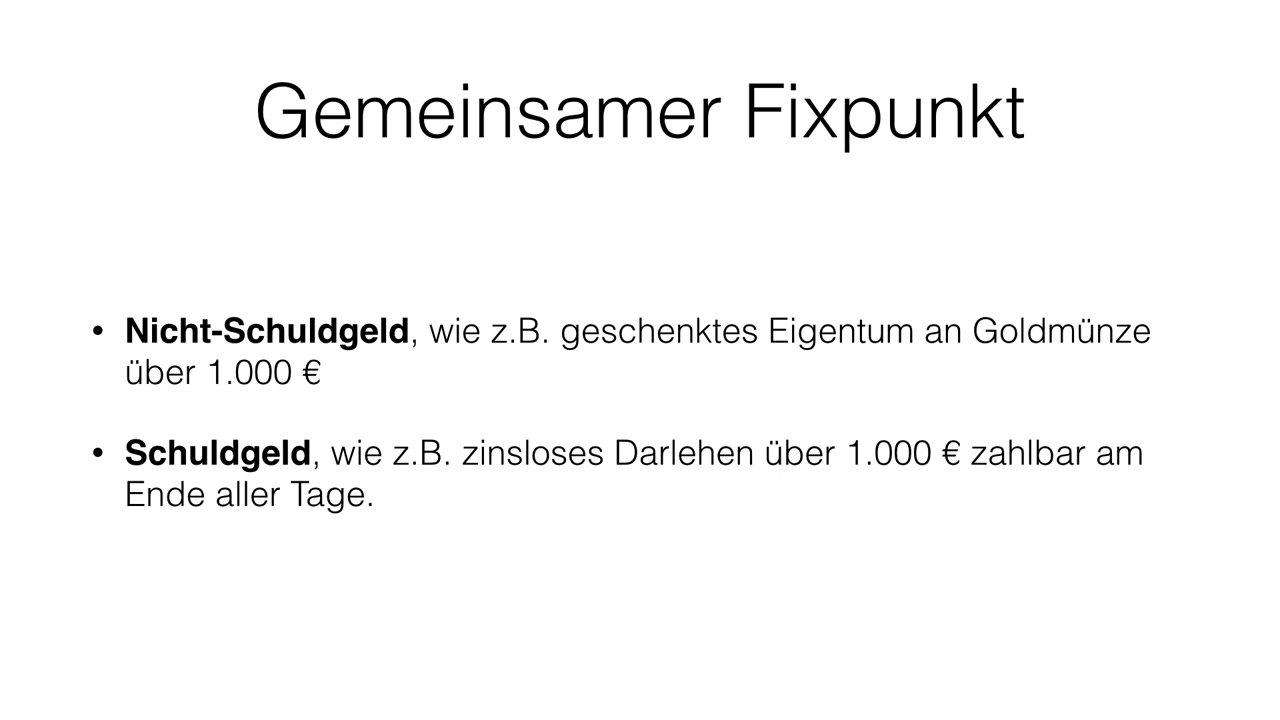 Gemeinsamer Fixpunkt
• Nicht-Schuldgeld, wie z.B. geschenktes Eigentum an Goldmünze
über 1.000 €
• Schuldgeld, wie z.B. zinsloses Darlehen über 1.000 € zahlbar am
Ende aller Tage.